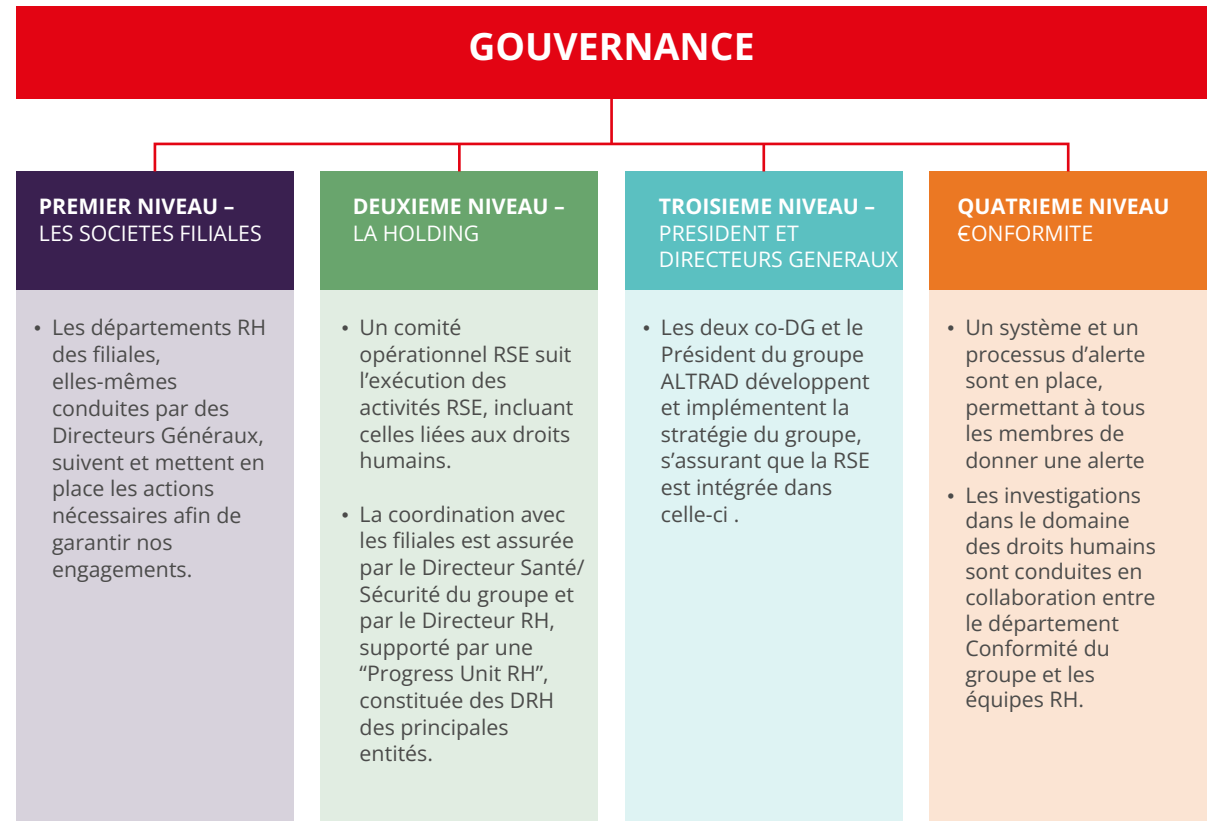 GOUVERNANCE
PREMIER NIVEAU –
LES SOCIETES FILIALES
• Les départements RH
des filiales,
elles-mêmes
conduites par des
Directeurs Généraux,
suivent et mettent en
place les actions
nécessaires afin de
garantir nos
engagements.
DEUXIEME NIVEAU –
LA HOLDING
• Un comité
opérationnel RSE suit
l’exécution des
activités RSE, incluant
celles liées aux droits
humains.
• La coordination avec
les filiales est assurée
par le Directeur Santé/
Sécurité du groupe et
par le Directeur RH,
supporté par une
“Progress Unit RH”,
constituée des DRH
des principales
entités.
TROISIEME NIVEAU –
PRESIDENT ET
DIRECTEURS GENERAUX
• Les deux co-DG et le
Président du groupe
ALTRAD développent
et implémentent la
stratégie du groupe,
s’assurant que la RSE
est intégrée dans
celle-ci .
QUATRIEME NIVEAU
–CONFORMITE
• Un système et un
processus d’alerte
sont en place,
permettant à tous
les membres de
donner une alerte
• Les investigations
dans le domaine
des droits humains
sont conduites en
collaboration entre
le département
Conformité du
groupe et les
équipes RH.